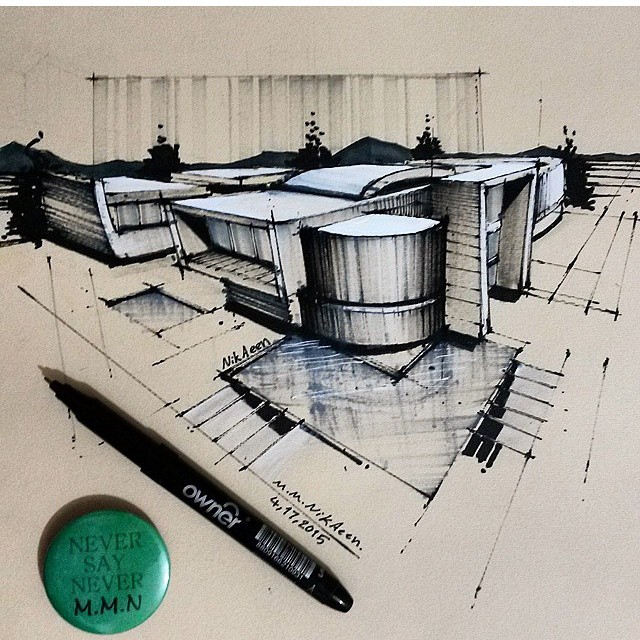 NikAeen
M.M.NikAeen.
4,17,2015
owner
NEVER
SAY
NEVER
M.M.N